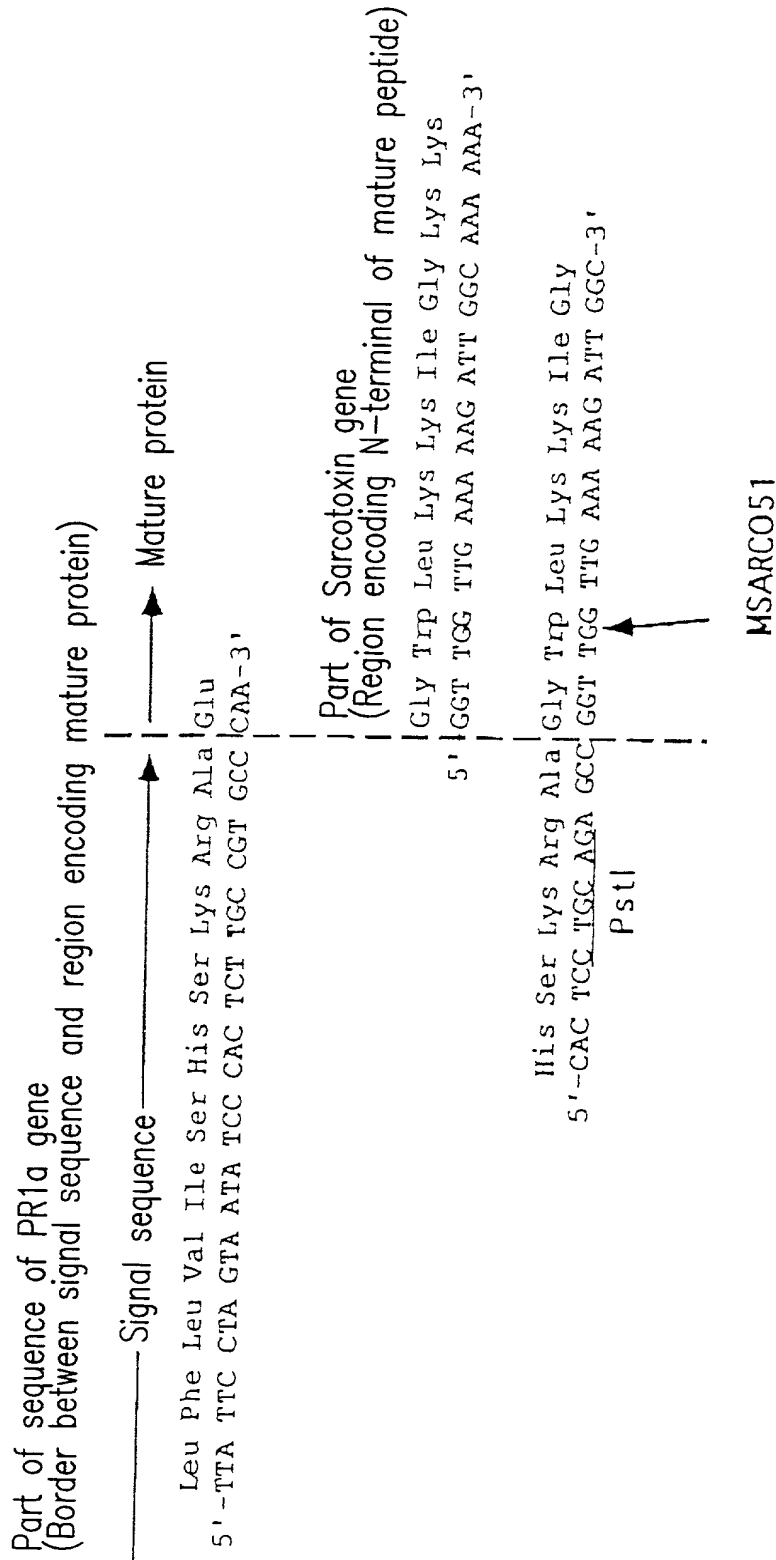 Part of sequence of PR1a gene
(Border between signal sequence and region encoding mature protein)
Signal sequence
Mature protein
Leu Phe Leu Val Ile Ser His Ser Lys Arg Ala Glu
5'-TTA TTC CTA GTA ATA TCC CAC TCT TGC CGT GCC CAA-3'
Part of Sarcotoxin gene
(Region encoding N-terminal of mature peptide)
Gly Trp Leu Lys Lys Ile Gly Lys Lys
5' GGT TGG TTG AAA AAG ATT GGC AAA AAA-3'
His Ser Lys Arg Ala Gly Trp Leu Lys Lys Ile Gly
5'-CAC TCC TGC AGA GCC GGT TGG TTG AAA AAG ATT GGC-3'
PstI
MSARCO51